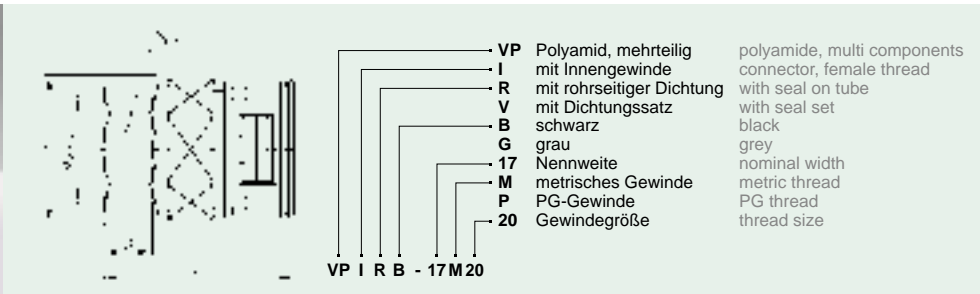 VP Polyamid, mehrteilig polyamide, multi components
I mit Innengewinde connector, female thread
R mit rohrseitiger Dichtung with seal on tube
V mit Dichtungssatz with seal set
B schwarz black
G grau grey
17 Nennweite nominal width
M metrisches Gewinde metric thread
P PG-Gewinde PG thread
20 Gewindegröße thread size
VP I R B - 17 M 20